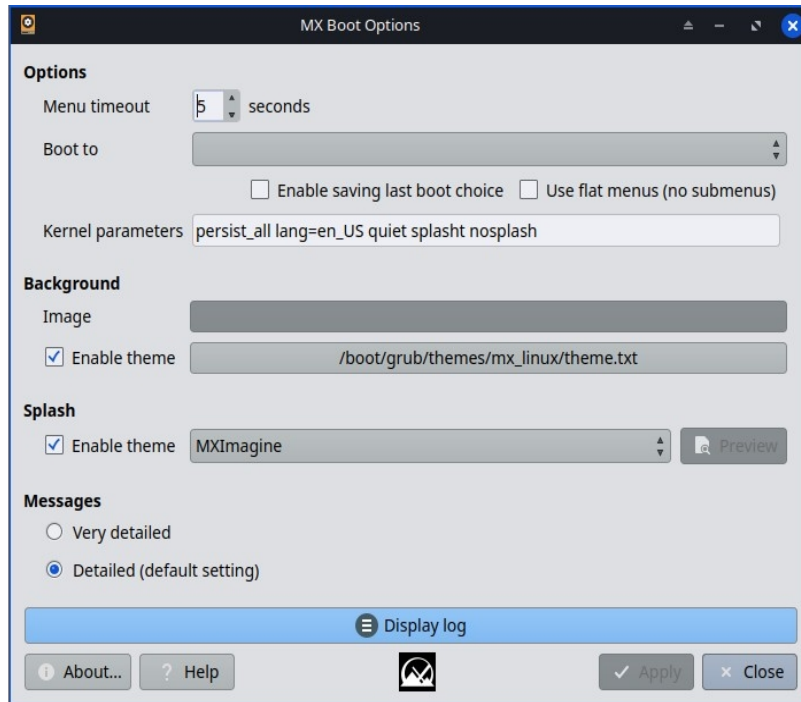 MX Boot Options
Options
Menu timeout 5 seconds
Boot to
Enable saving last boot choice Use flat menus (no submenus)
Kernel parameters persist_all lang=en_US quiet splasht nosplash
Background
Image
Enable theme /boot/grub/themes/mx_linux/theme.txt
Splash
Enable theme MXImagine Preview
Messages
Very detailed
Detailed (default setting)
Display log
About... Help Apply Close